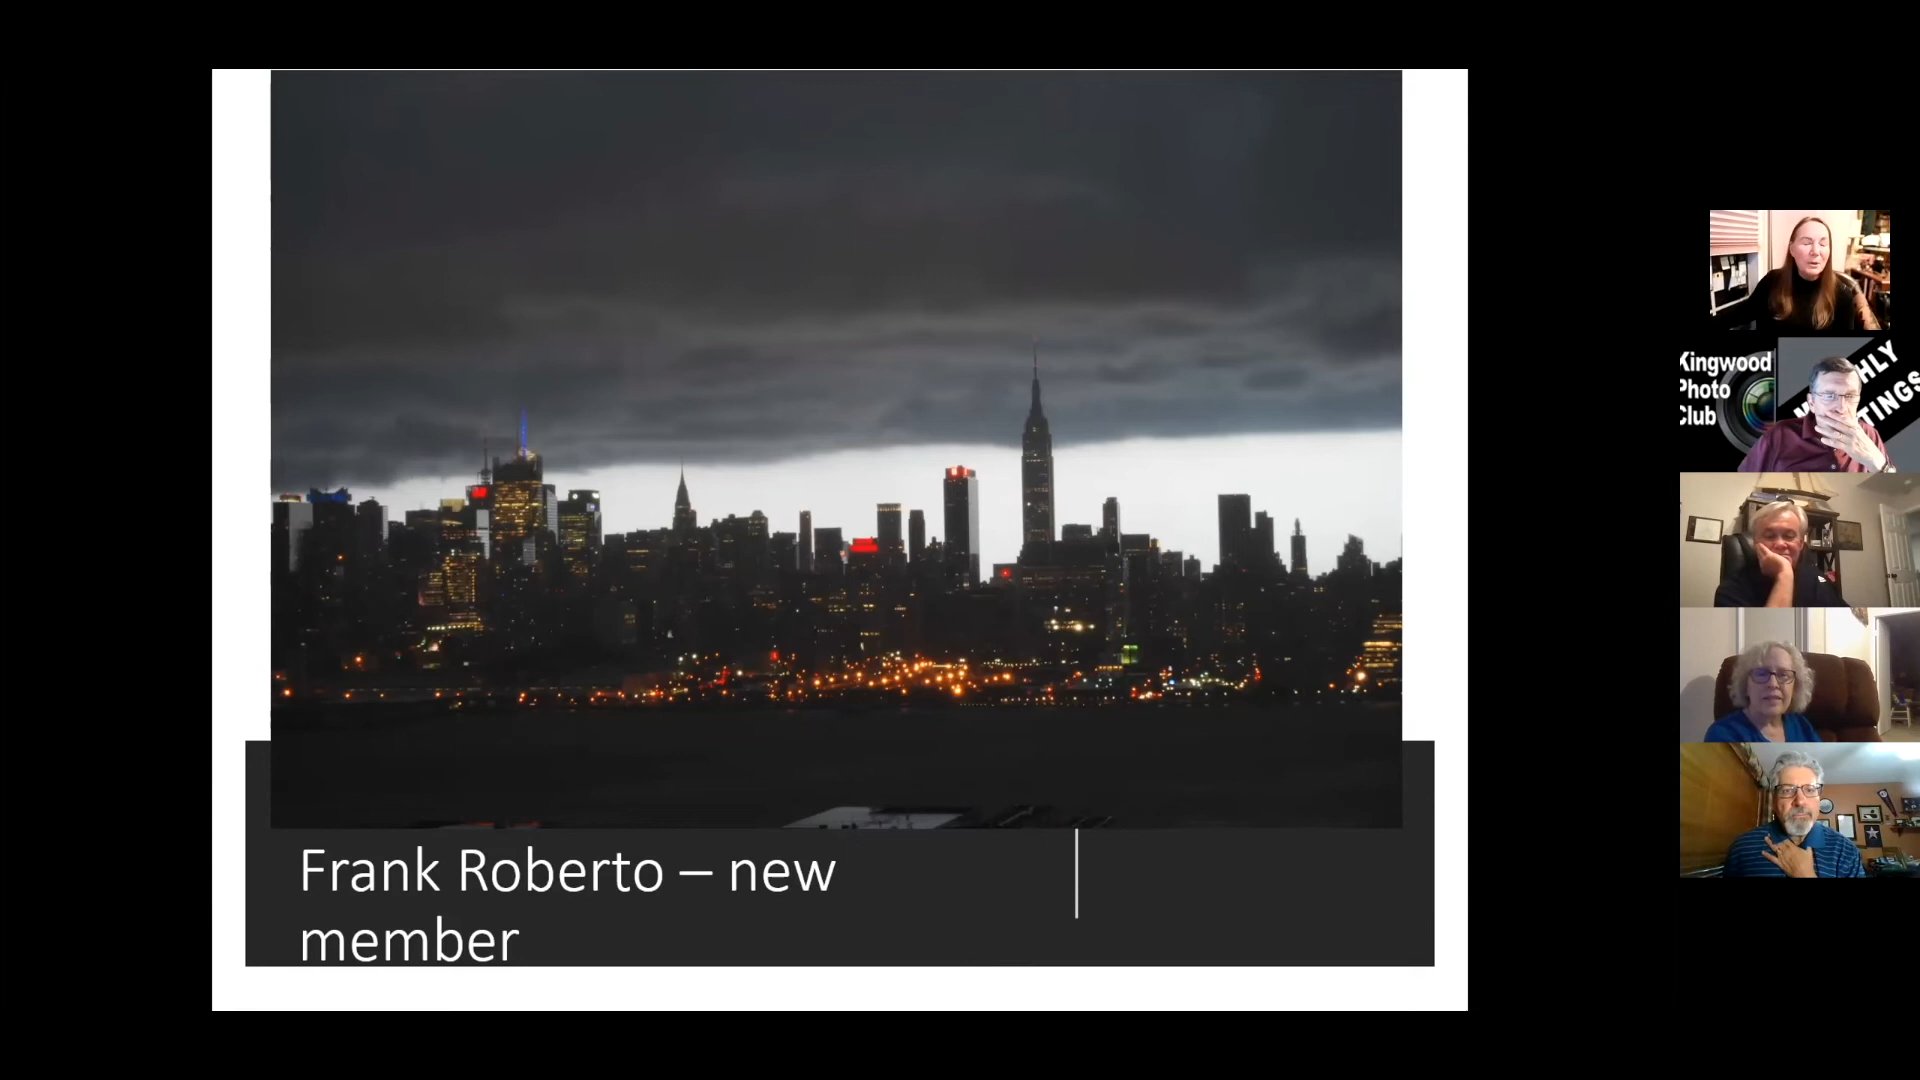 Frank Roberto – new
member
Kingwood
Photo
Club